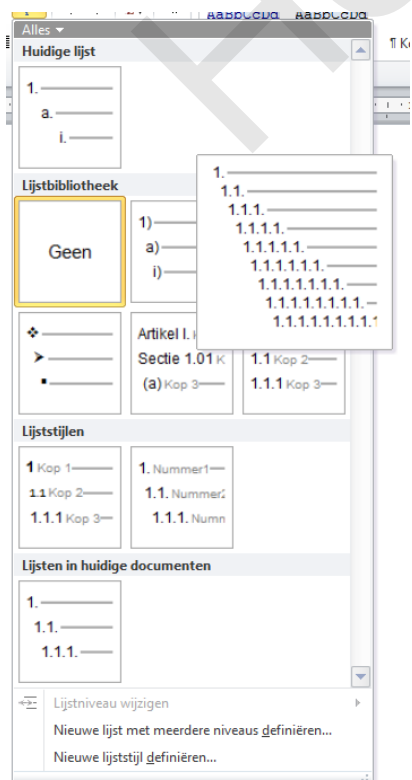 AaBbCcDd AaBbCcDd
Alles
¶ K
Huidige lijst
1.
a.
i.
Lijstbibliotheek
Geen
1)
a)
i)
1.
1.1.
1.1.1.
1.1.1.1.
1.1.1.1.1.
1.1.1.1.1.1.
1.1.1.1.1.1.1.
1.1.1.1.1.1.1.1.
1.1.1.1.1.1.1.1.1
Artikel I.
Sectie 1.01 K
(a) Kop 3
1.1 Kop 2
1.1.1 Kop 3
Lijststijlen
1 Kop 1
1.1 Kop 2
1.1.1 Kop 3
1. Nummer1
1.1. Nummer2
1.1.1. Numn
Lijsten in huidige documenten
1.
1.1.
1.1.1.
Lijstniveau wijzigen
Nieuwe lijst met meerdere niveaus definiëren...
Nieuwe lijststijl definiëren...